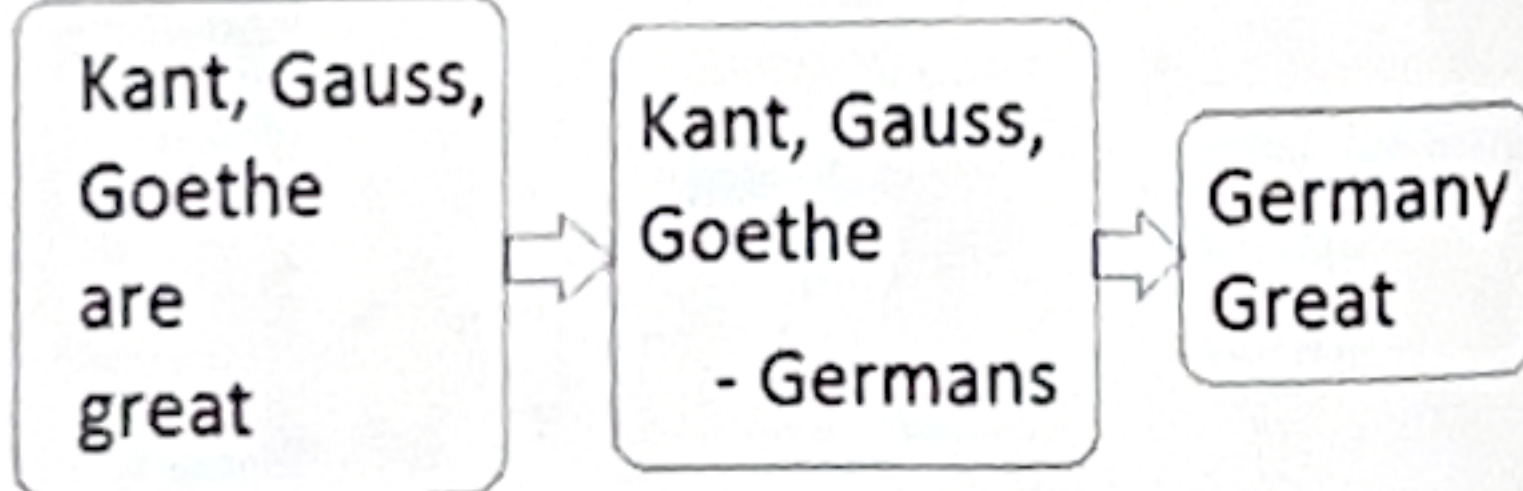 Kant, Gauss,
Goethe
are
great
Kant, Gauss,
Goethe
- Germans
Germany
Great